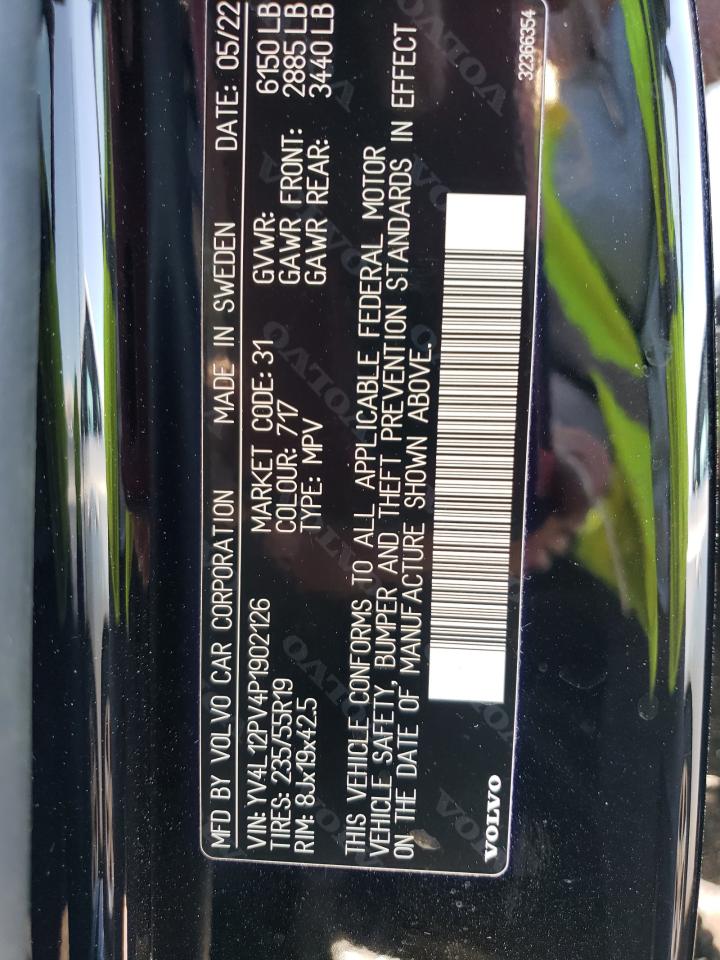 MFD BY VOLVO CAR CORPORATION MADE IN SWEDEN DATE: 05/22
VIN: YV4L12PV4P1902126 MARKET CODE: 31 GVWR: 6150 LB
TIRES: 235/55R19 COLOUR: 717 GAWR FRONT: 2885 LB
RIM: 8Jx19x42.5 TYPE: MPV GAWR REAR: 3440 LB
THIS VEHICLE CONFORMS TO ALL APPLICABLE FEDERAL MOTOR
VEHICLE SAFETY, BUMPER AND THEFT PREVENTION STANDARDS IN EFFECT
ON THE DATE OF MANUFACTURE SHOWN ABOVE.
VOLVO
32366354